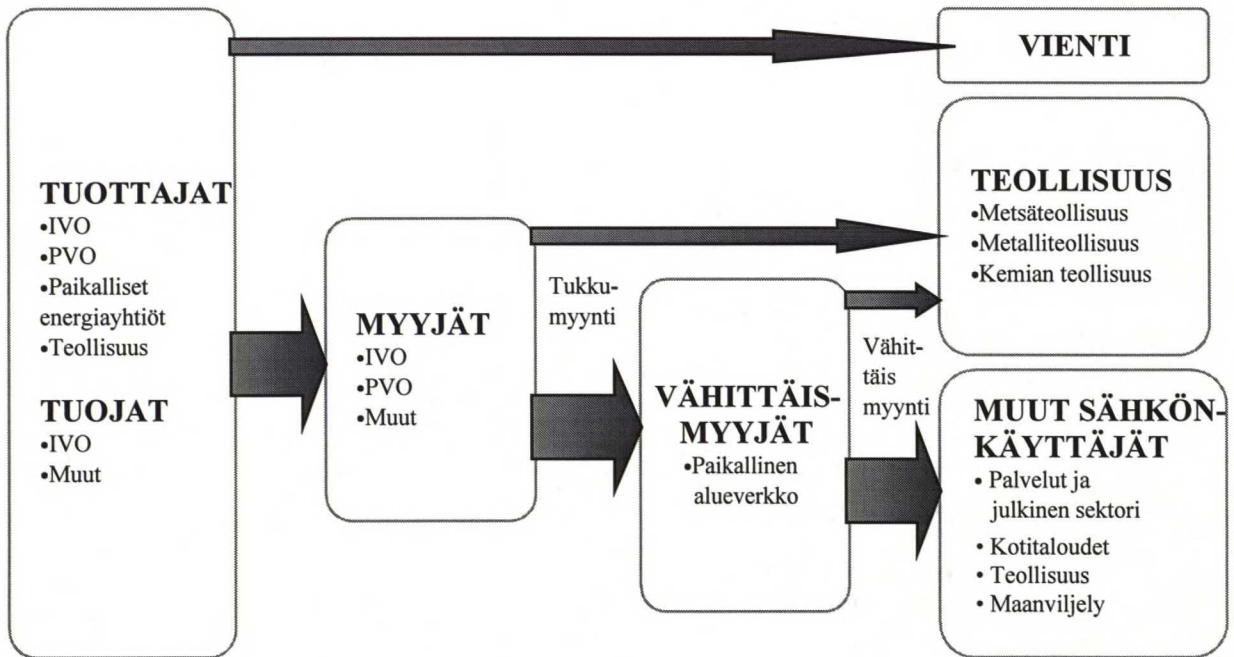 TUOTTAJAT
•IVO
•PVO
•Paikalliset
energiayhtiöt
•Teollisuus
TUOJAT
•IVO
•Muut
MYYJÄT
•IVO
•PVO
•Muut
Tukku-
myynti
VÄHITTÄIS-
MYYJÄT
•Paikallinen
alueverkko
Vähit-
täis
myynti
VIENTI
TEOLLISUUS
•Metsäteollisuus
•Metalliteollisuus
•Kemian teollisuus
MUUT SÄHKÖN-
KÄYTTÄJÄT
• Palvelut ja
julkinen sektori
• Kotitaloudet
• Teollisuus
• Maanviljely